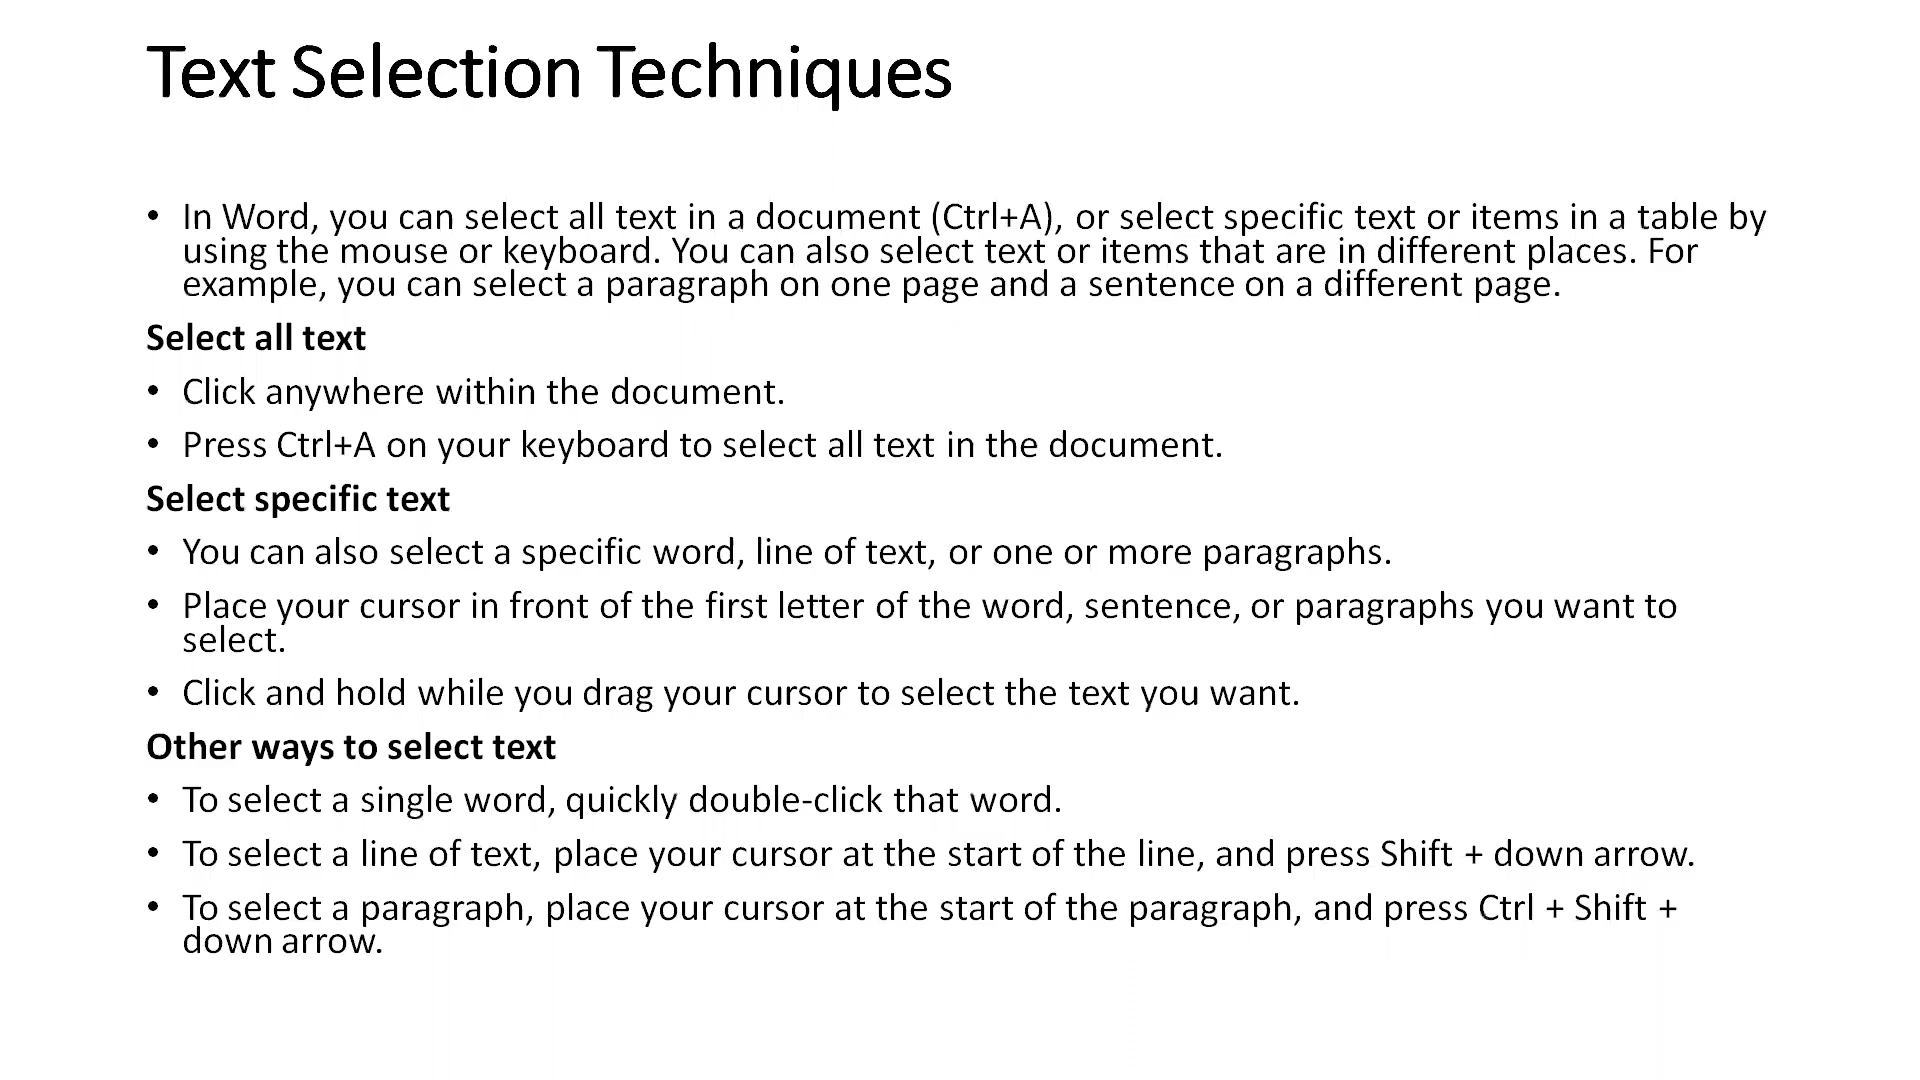 Text Selection Techniques
• In Word, you can select all text in a document (Ctrl+A), or select specific text or items in a table by
using the mouse or keyboard. You can also select text or items that are in different places. For
example, you can select a paragraph on one page and a sentence on a different page.
Select all text
• Click anywhere within the document.
• Press Ctrl+A on your keyboard to select all text in the document.
Select specific text
• You can also select a specific word, line of text, or one or more paragraphs.
• Place your cursor in front of the first letter of the word, sentence, or paragraphs you want to
select.
• Click and hold while you drag your cursor to select the text you want.
Other ways to select text
• To select a single word, quickly double-click that word.
• To select a line of text, place your cursor at the start of the line, and press Shift + down arrow.
• To select a paragraph, place your cursor at the start of the paragraph, and press Ctrl + Shift +
down arrow.